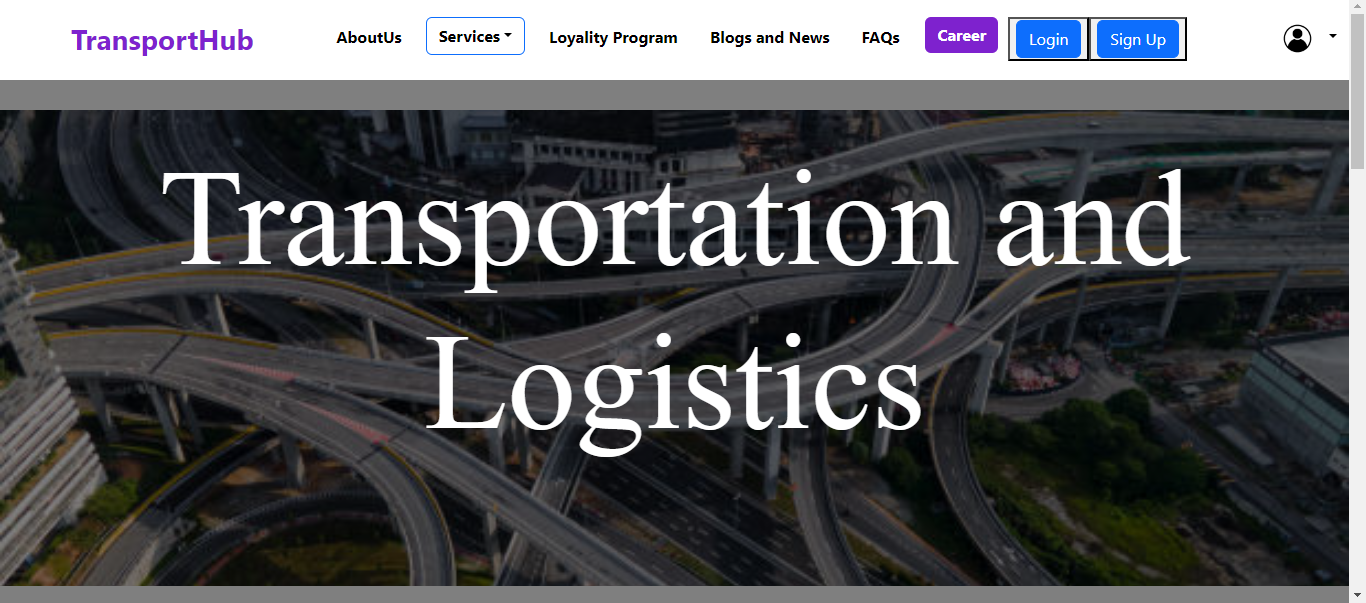 TransportHub AboutUs Services Loyality Program Blogs and News FAQs Career Login Sign Up
Transportation and
Logistics